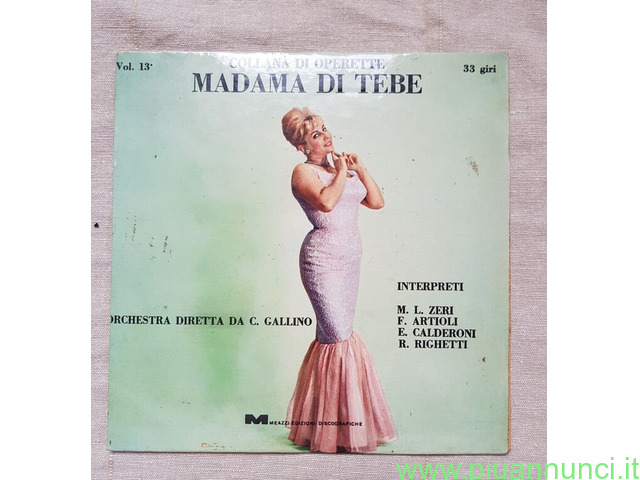 Vol. 13°
COLLANA DI OPERETTE
33 giri
MADAMA DI TEBE
INTERPRETI
M. L. ZERI
F. ARTIOLI
E. CALDERONI
R. RIGHETTI
ORCHESTRA DIRETTA DA C. GALLINO
M MEAZZI EDIZIONI DISCOGRAFICHE
www.piuannunci.it